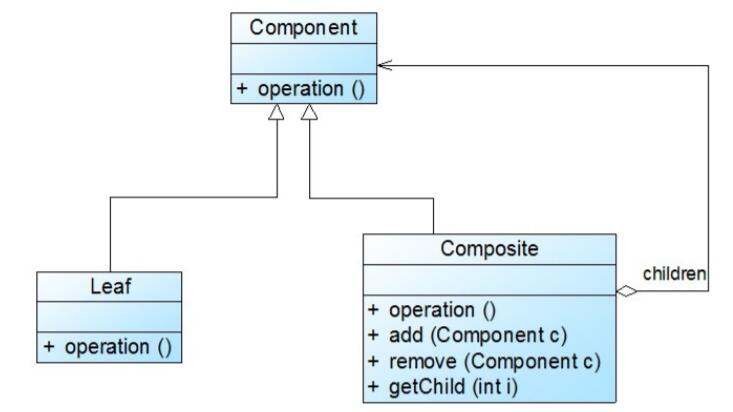 Component
+ operation ()
Leaf
+ operation ()
Composite
+ operation ()
+ add (Component c)
+ remove (Component c)
+ getChild (int i)
children